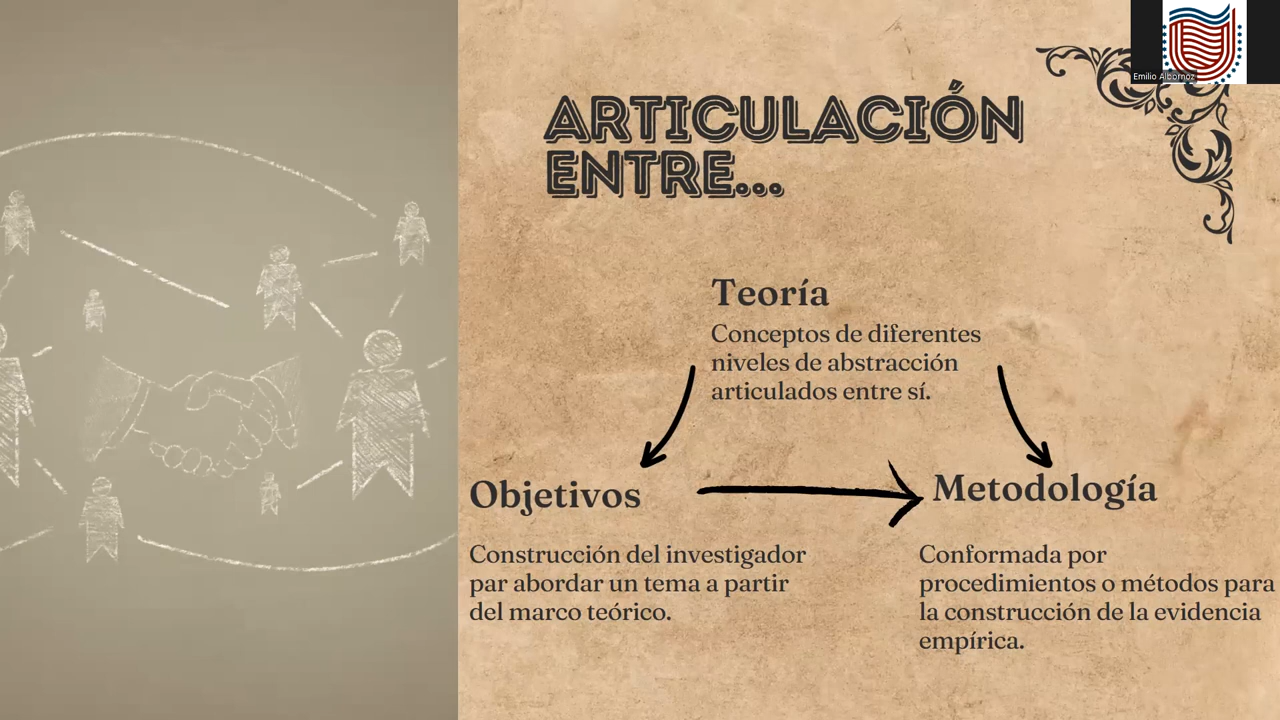 Emilio Albornoz
ARTICULACIÓN
ENTRE...
Teoría
Conceptos de diferentes
niveles de abstracción
articulados entre sí.
Objetivos
Construcción del investigador
par abordar un tema a partir
del marco teórico.
Metodología
Conformada por
procedimientos o métodos para
la construcción de la evidencia
empírica.